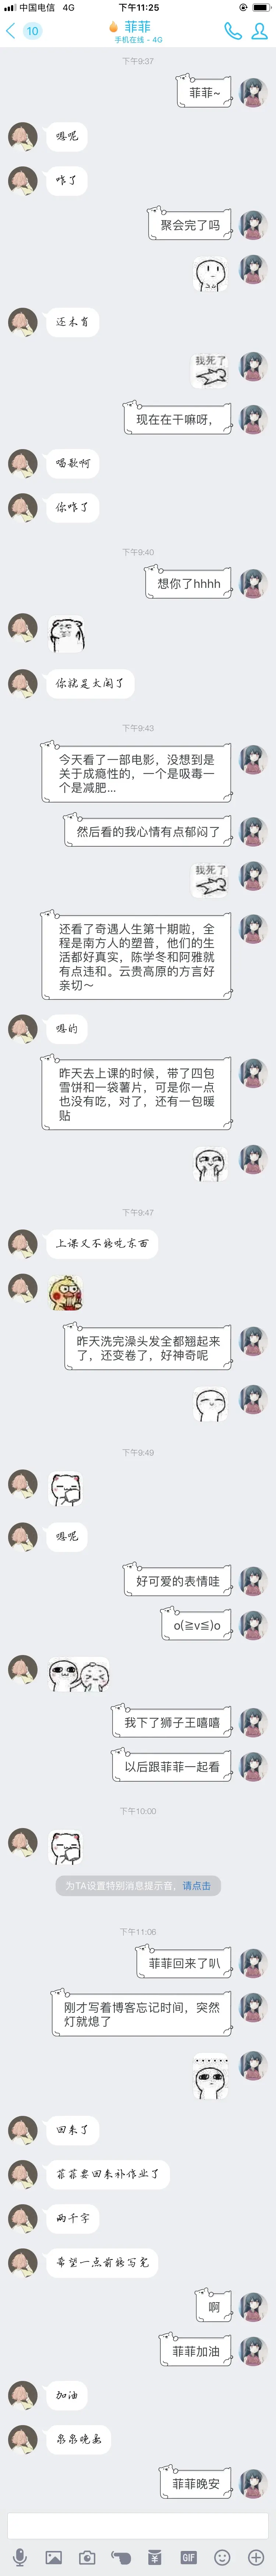 中国电信 4G 下午11:25
10 菲菲
手机在线 - 4G
下午9:37
菲菲~
嗯呢
咋了
聚会完了吗
还木有
我死了
现在在干嘛呀，
唱歌啊
你咋了
下午9:40
想你了hhhh
你就是太闲了
下午9:43
今天看了一部电影，没想到是
关于成瘾性的，一个是吸毒一
个是减肥...
然后看的我心情有点郁闷了
我死了
还看了奇遇人生第十期啦，全
程是南方人的塑普，他们的生
活都好真实，陈学冬和阿雅就
有点违和。云贵高原的方言好
亲切～
嗯的
昨天去上课的时候，带了四包
雪饼和一袋薯片，可是你一点
也没有吃，对了，还有一包暖
贴
下午9:47
上课又不能吃东西
昨天洗完澡头发全都翘起来
了，还变卷了，好神奇呢
下午9:49
嗯呢
好可爱的表情哇
o(≧v≦)o
我下了狮子王嘻嘻
以后跟菲菲一起看
下午10:00
为TA设置特别消息提示音，请点击
下午11:06
菲菲回来了叭
刚才写着博客忘记时间，突然
灯就熄了
回来了
菲菲要回来补作业了
两千字
希望一点前能写完
啊
菲菲加油
加油
泉泉晚安
菲菲晚安
GIF